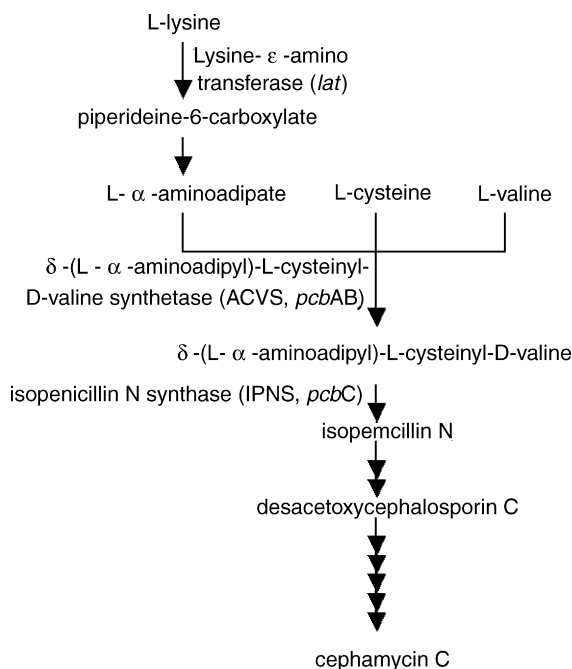 L-lysine
Lysine- ε -amino
transferase (lat)
piperideine-6-carboxylate
L- α -aminoadipate
L-cysteine
L-valine
δ -(L - α -aminoadipyl)-L-cysteinyl-
D-valine synthetase (ACVS, pcbAB)
δ -(L- α -aminoadipyl)-L-cysteinyl-D-valine
isopenicillin N synthase (IPNS, pcbC)
isopemcillin N
desacetoxycephalosporin C
cephamycin C